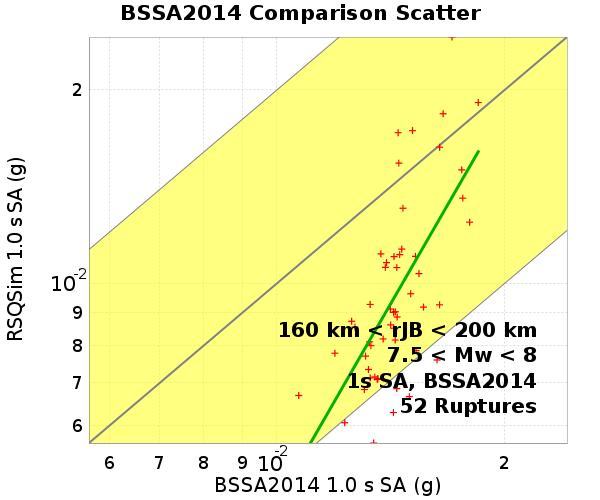 BSSA2014 Comparison Scatter
RSQSim 1.0 s SA (g)
2
10-2
9
8
7
6
160 km < rJB < 200 km
7.5 < Mw < 8
1s SA, BSSA2014
52 Ruptures
6 7 8 9 10-2 2
BSSA2014 1.0 s SA (g)